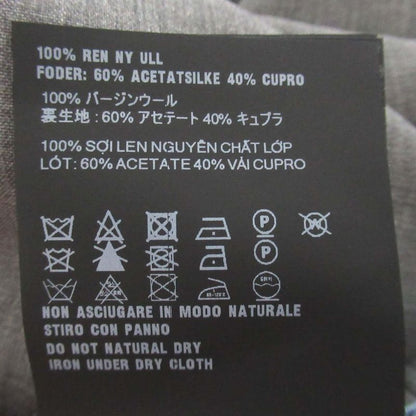 100% REN NY ULL
FODER: 60% ACETATSILKE 40% CUPRO
100% バージンウール
裏生地 : 60% アセテート 40% キュプラ
100% SỢI LEN NGUYÊN CHẤT LỚP
LÓT: 60% ACETATE 40% VẢI CUPRO
P W
P
NON ASCIUGARE IN MODO NATURALE
STIRO CON PANNO
DO NOT NATURAL DRY
IRON UNDER DRY CLOTH